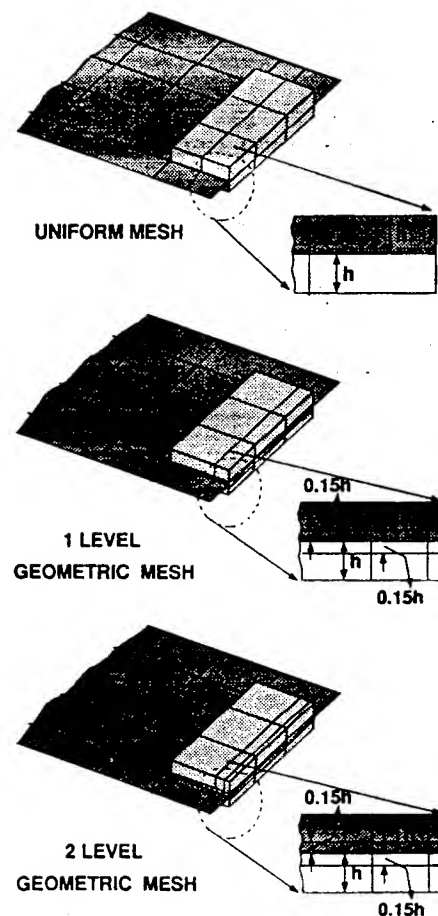 UNIFORM MESH
h
0.15h
1 LEVEL
GEOMETRIC MESH
h
0.15h
0.15h
2 LEVEL
GEOMETRIC MESH
h
0.15h